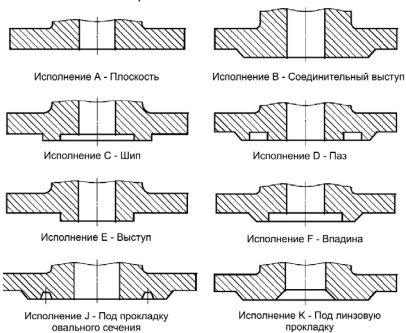 Исполнение А - Плоскость
Исполнение В - Соединительный выступ
Исполнение С - Шип
Исполнение D - Паз
Исполнение Е - Выступ
Исполнение F - Впадина
Исполнение J - Под прокладку
овального сечения
Исполнение К - Под линзовую
прокладку